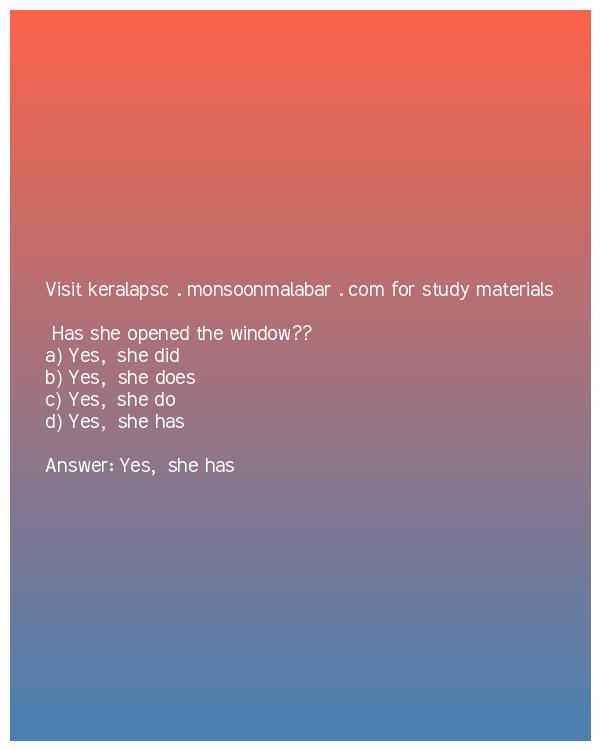 Visit keralapsc .monsoonmalabar .com for study materials
Has she opened the window??
a) Yes, she did
b) Yes, she does
c) Yes, she do
d) Yes, she has
Answer: Yes, she has